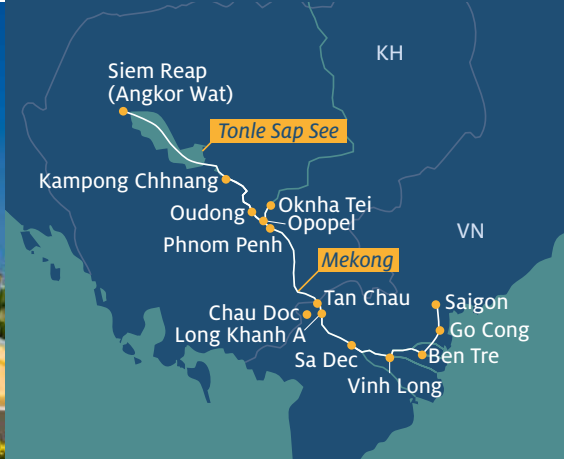 KH
Siem Reap
(Angkor Wat)
Tonle Sap See
Kampong Chhnang
Oknha Tei
Oudong
Opopel
Phnom Penh
VN
Mekong
Tan Chau
Saigon
Chau Doc
Long Khanh A
Go Cong
Sa Dec
Ben Tre
Vinh Long